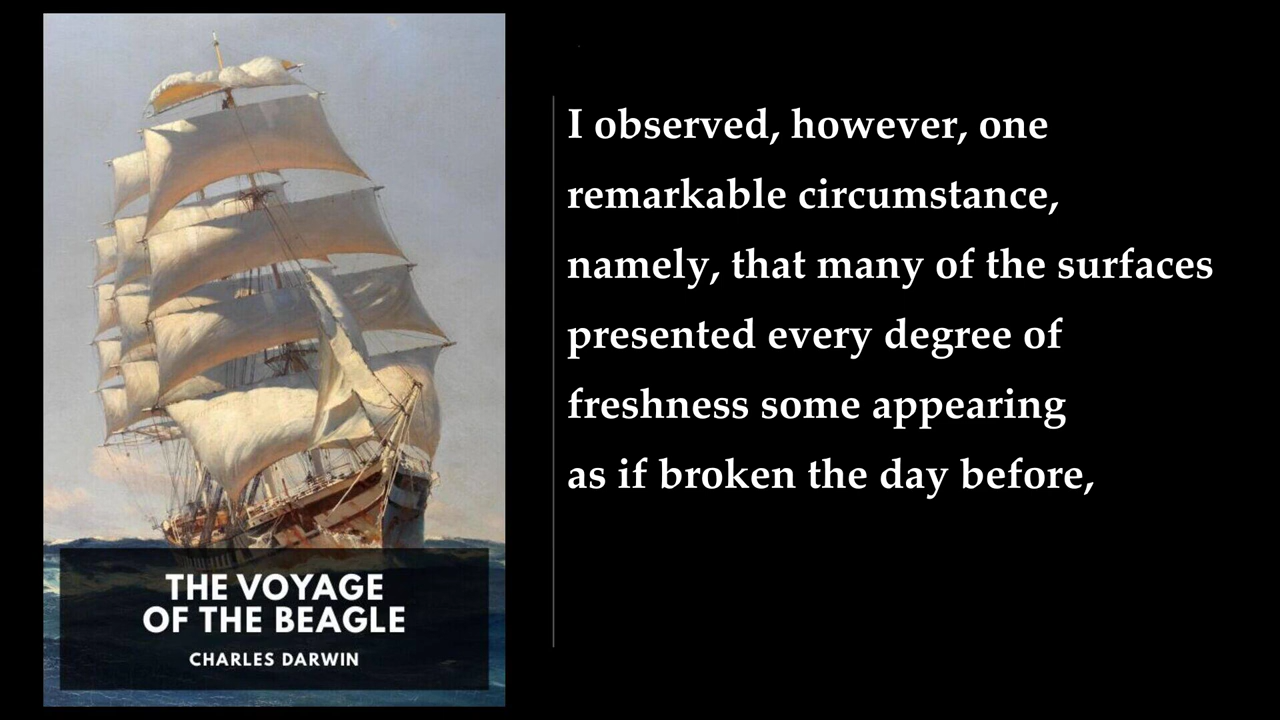 THE VOYAGE
OF THE BEAGLE
CHARLES DARWIN
I observed, however, one
remarkable circumstance,
namely, that many of the surfaces
presented every degree of
freshness some appearing
as if broken the day before,